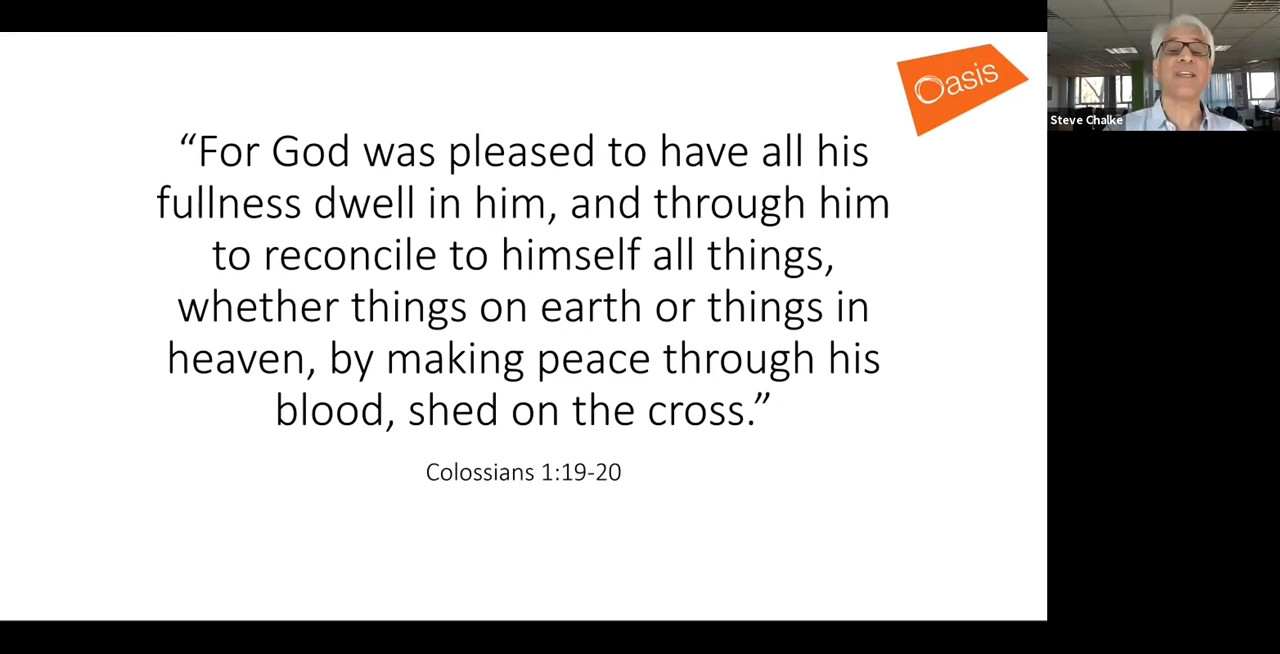 Oasis
“For God was pleased to have all his
fullness dwell in him, and through him
to reconcile to himself all things,
whether things on earth or things in
heaven, by making peace through his
blood, shed on the cross.”
Colossians 1:19-20
Steve Chalke